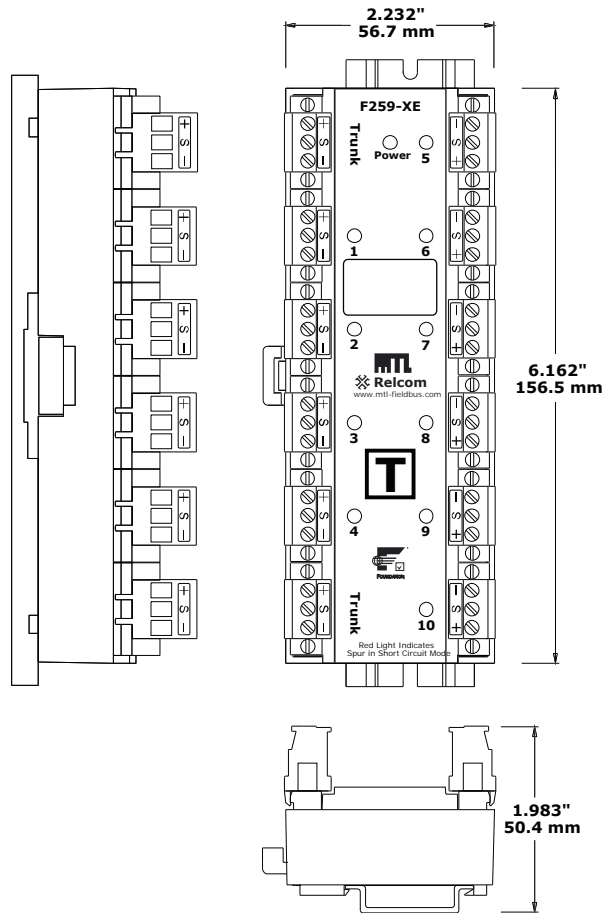 2.232"
56.7 mm
F259-XE
Trunk
Power
5
1
6
2
7
mtl
Relcom
www.mtl-fieldbus.com
3
8
T
4
9
FOUNDATION
Trunk
10
Red Light Indicates
Spur in Short Circuit Mode
+ S -
+ S -
+ S -
+ S -
+ S -
+ S -
+ S -
+ S -
+ S -
+ S -
+ S -
+ S -
- S +
- S +
- S +
- S +
- S +
- S +
6.162"
156.5 mm
1.983"
50.4 mm